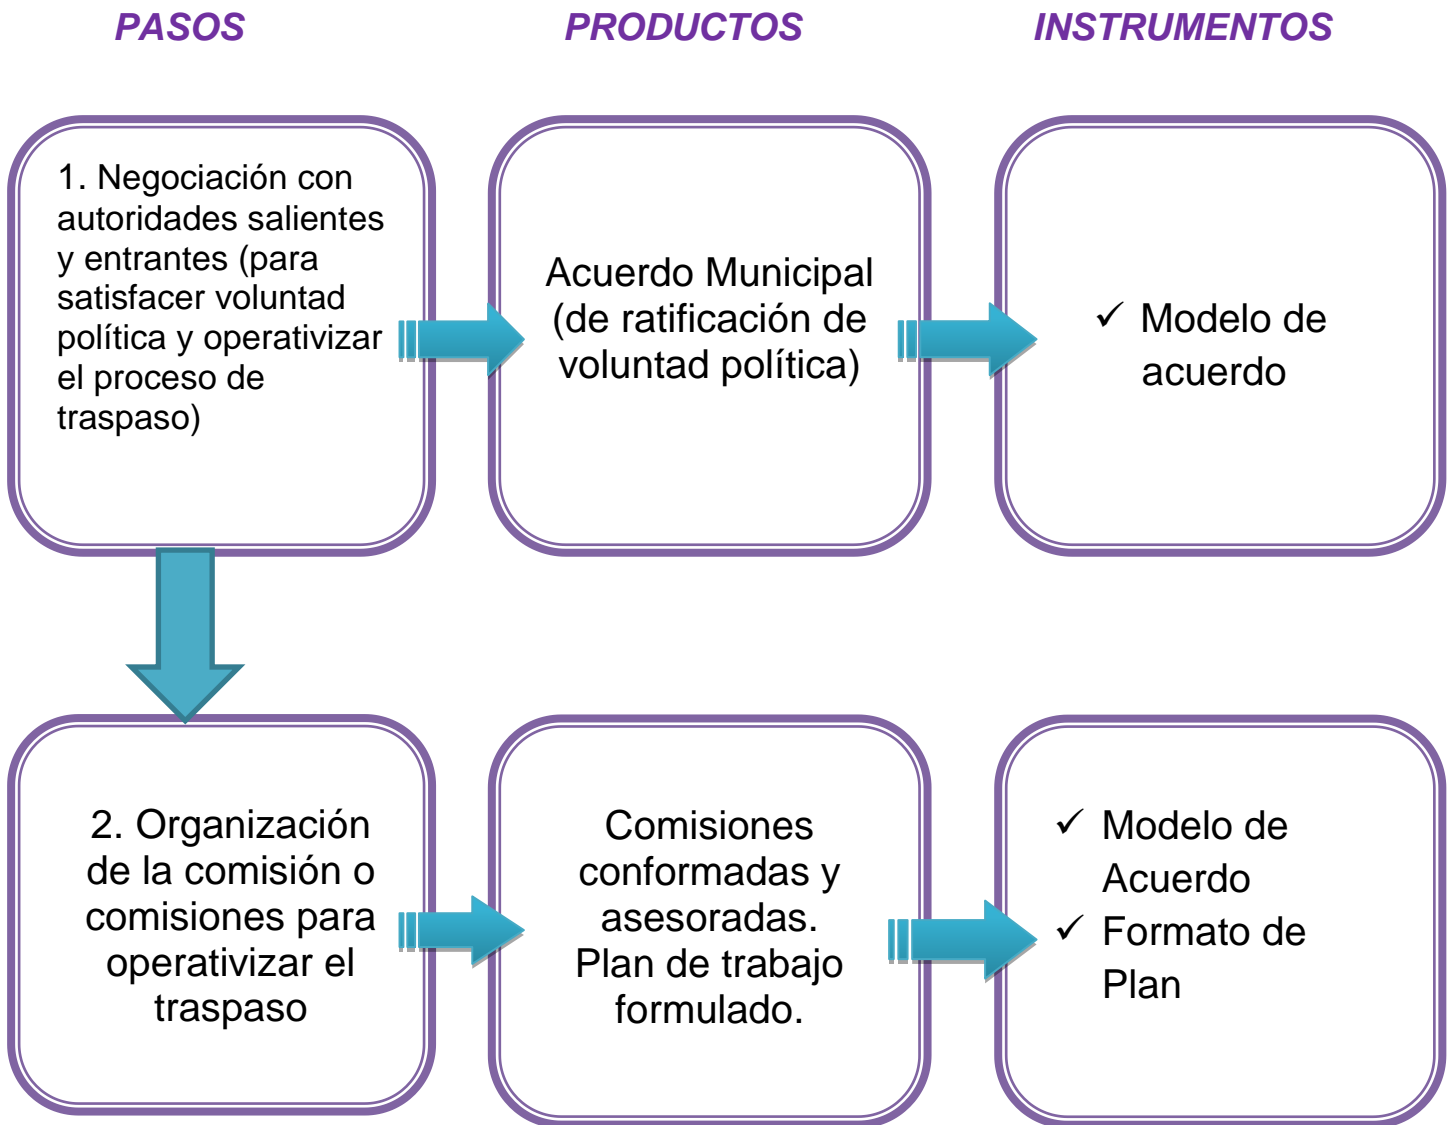 PASOS
PRODUCTOS
INSTRUMENTOS
1. Negociación con
autoridades salientes
y entrantes (para
satisfacer voluntad
política y operativizar
el proceso de
traspaso)
Acuerdo Municipal
(de ratificación de
voluntad política)
✓ Modelo de
acuerdo
2. Organización
de la comisión o
comisiones para
operativizar el
traspaso
Comisiones
conformadas y
asesoradas.
Plan de trabajo
formulado.
✓ Modelo de
Acuerdo
✓ Formato de
Plan